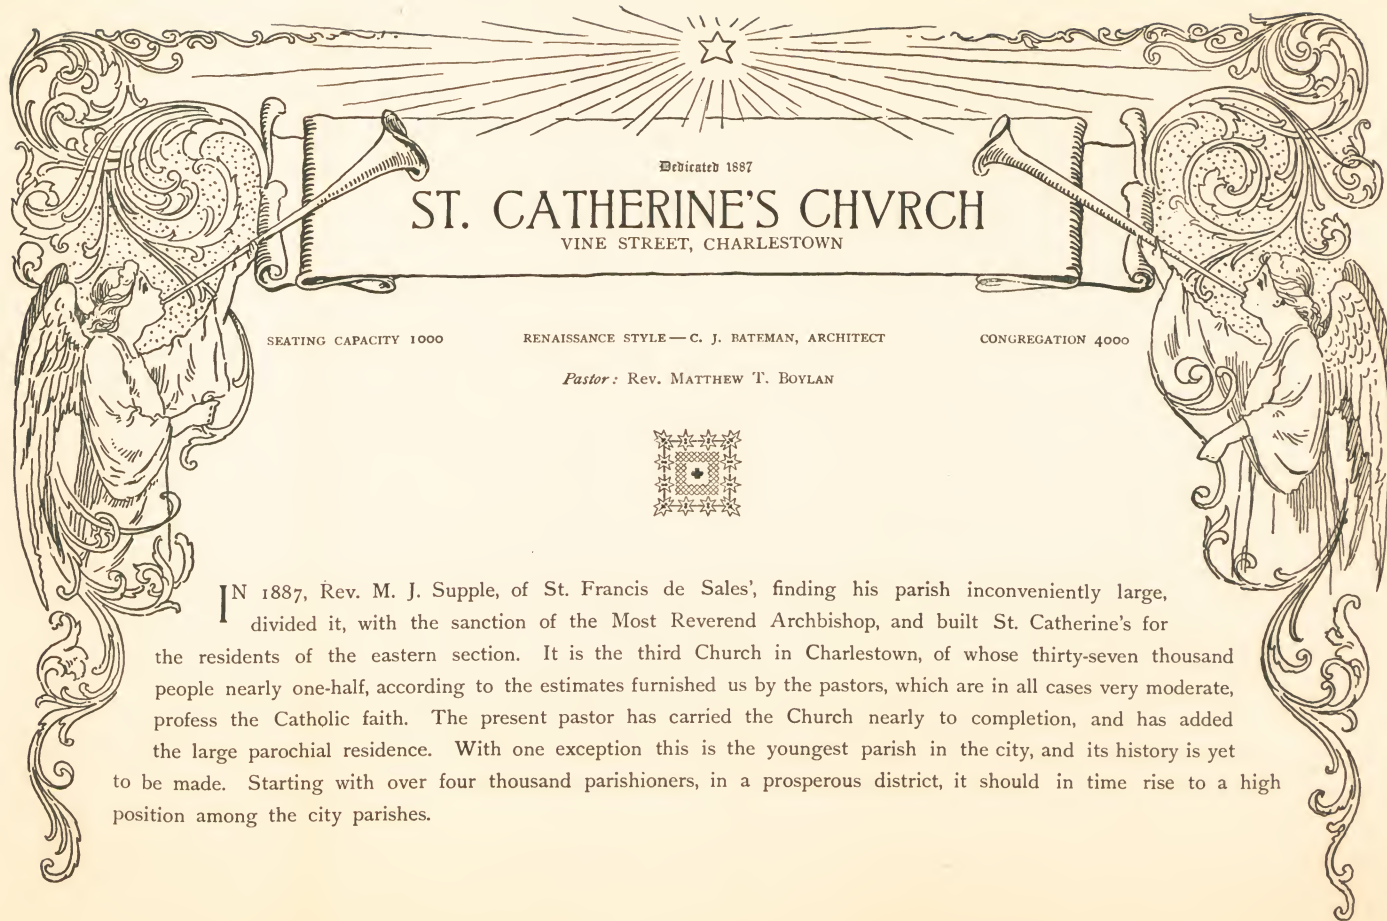 Dedicated 1887
ST. CATHERINE'S CHVRCH
VINE STREET, CHARLESTOWN
SEATING CAPACITY 1000 RENAISSANCE STYLE — C. J. BATEMAN, ARCHITECT CONGREGATION 4000
Pastor: Rev. Matthew T. Boylan
IN 1887, Rev. M. J. Supple, of St. Francis de Sales', finding his parish inconveniently large,
divided it, with the sanction of the Most Reverend Archbishop, and built St. Catherine's for
the residents of the eastern section. It is the third Church in Charlestown, of whose thirty-seven thousand
people nearly one-half, according to the estimates furnished us by the pastors, which are in all cases very moderate,
profess the Catholic faith. The present pastor has carried the Church nearly to completion, and has added
the large parochial residence. With one exception this is the youngest parish in the city, and its history is yet
to be made. Starting with over four thousand parishioners, in a prosperous district, it should in time rise to a high
position among the city parishes.